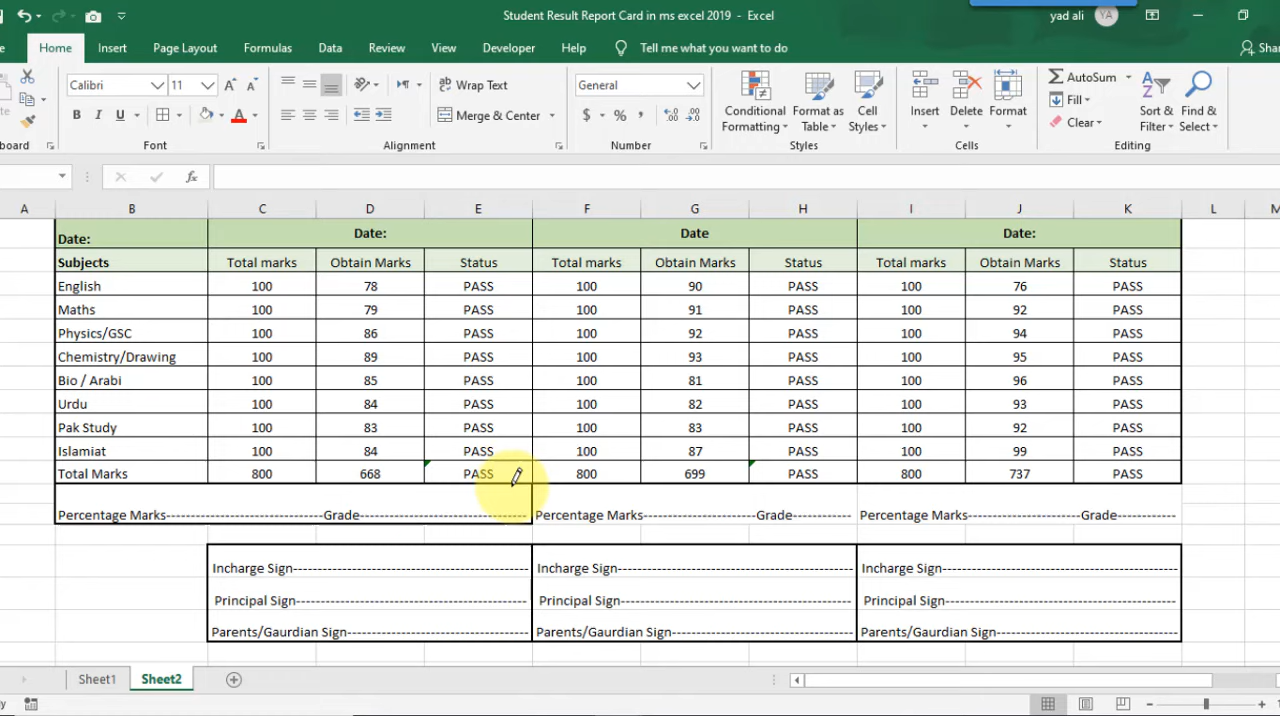 Student Result Report Card in ms excel 2019 - Excel
yad ali
YA
Home Insert Page Layout Formulas Data Review View Developer Help Tell me what you want to do
Calibri 11 Wrap Text General AutoSum
Fill
B I U Merge & Center $ % , Conditional Formatting Format as Table Cell Styles Insert Delete Format Clear Sort & Filter Find & Select
Font Alignment Number Styles Cells Editing
fx
A B C D E F G H I J K L
Date: Date: Date Date:
Subjects Total marks Obtain Marks Status Total marks Obtain Marks Status Total marks Obtain Marks Status
English 100 78 PASS 100 90 PASS 100 76 PASS
Maths 100 79 PASS 100 91 PASS 100 92 PASS
Physics/GSC 100 86 PASS 100 92 PASS 100 94 PASS
Chemistry/Drawing 100 89 PASS 100 93 PASS 100 95 PASS
Bio / Arabi 100 85 PASS 100 81 PASS 100 96 PASS
Urdu 100 84 PASS 100 82 PASS 100 93 PASS
Pak Study 100 83 PASS 100 83 PASS 100 92 PASS
Islamiat 100 84 PASS 100 87 PASS 100 99 PASS
Total Marks 800 668 PASS 800 699 PASS 800 737 PASS
Percentage Marks-----------------------------------Grade------------------------------------ Percentage Marks-------------------------Grade-------------- Percentage Marks-------------------------Grade--------------
Incharge Sign---------------------------------------------------- Incharge Sign---------------------------------------------------- Incharge Sign----------------------------------------------------
Principal Sign---------------------------------------------------- Principal Sign---------------------------------------------------- Principal Sign----------------------------------------------------
Parents/Gaurdian Sign---------------------------------------- Parents/Gaurdian Sign---------------------------------------- Parents/Gaurdian Sign----------------------------------------
Sheet1 Sheet2